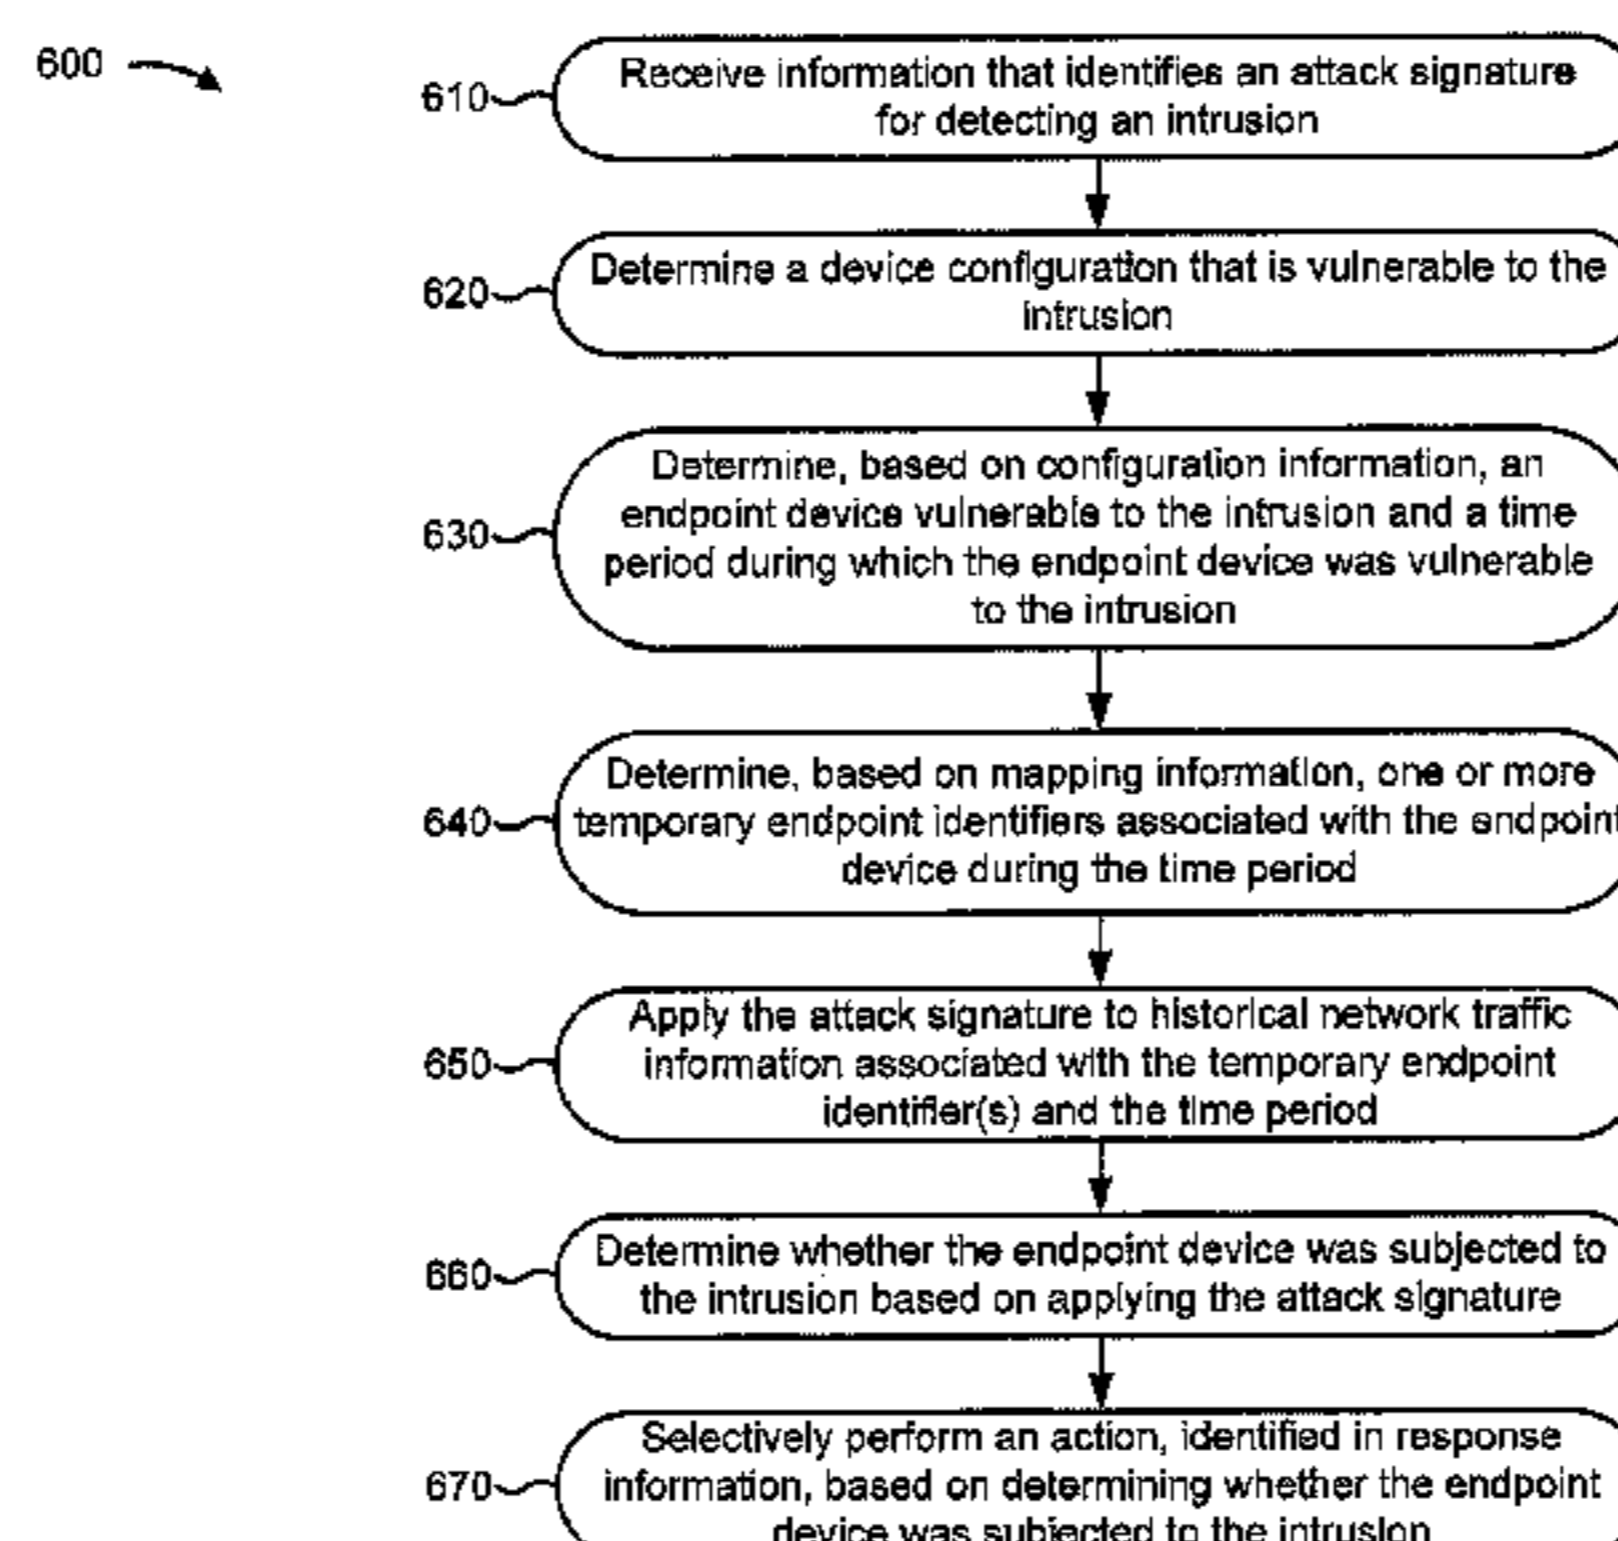 600
610
Receive information that identifies an attack signature
for detecting an intrusion
620
Determine a device configuration that is vulnerable to the
intrusion
630
Determine, based on configuration information, an
endpoint device vulnerable to the intrusion and a time
period during which the endpoint device was vulnerable
to the intrusion
640
Determine, based on mapping information, one or more
temporary endpoint identifiers associated with the endpoint
device during the time period
650
Apply the attack signature to historical network traffic
information associated with the temporary endpoint
identifier(s) and the time period
660
Determine whether the endpoint device was subjected to
the intrusion based on applying the attack signature
670
Selectively perform an action, identified in response
information, based on determining whether the endpoint
device was subjected to the intrusion